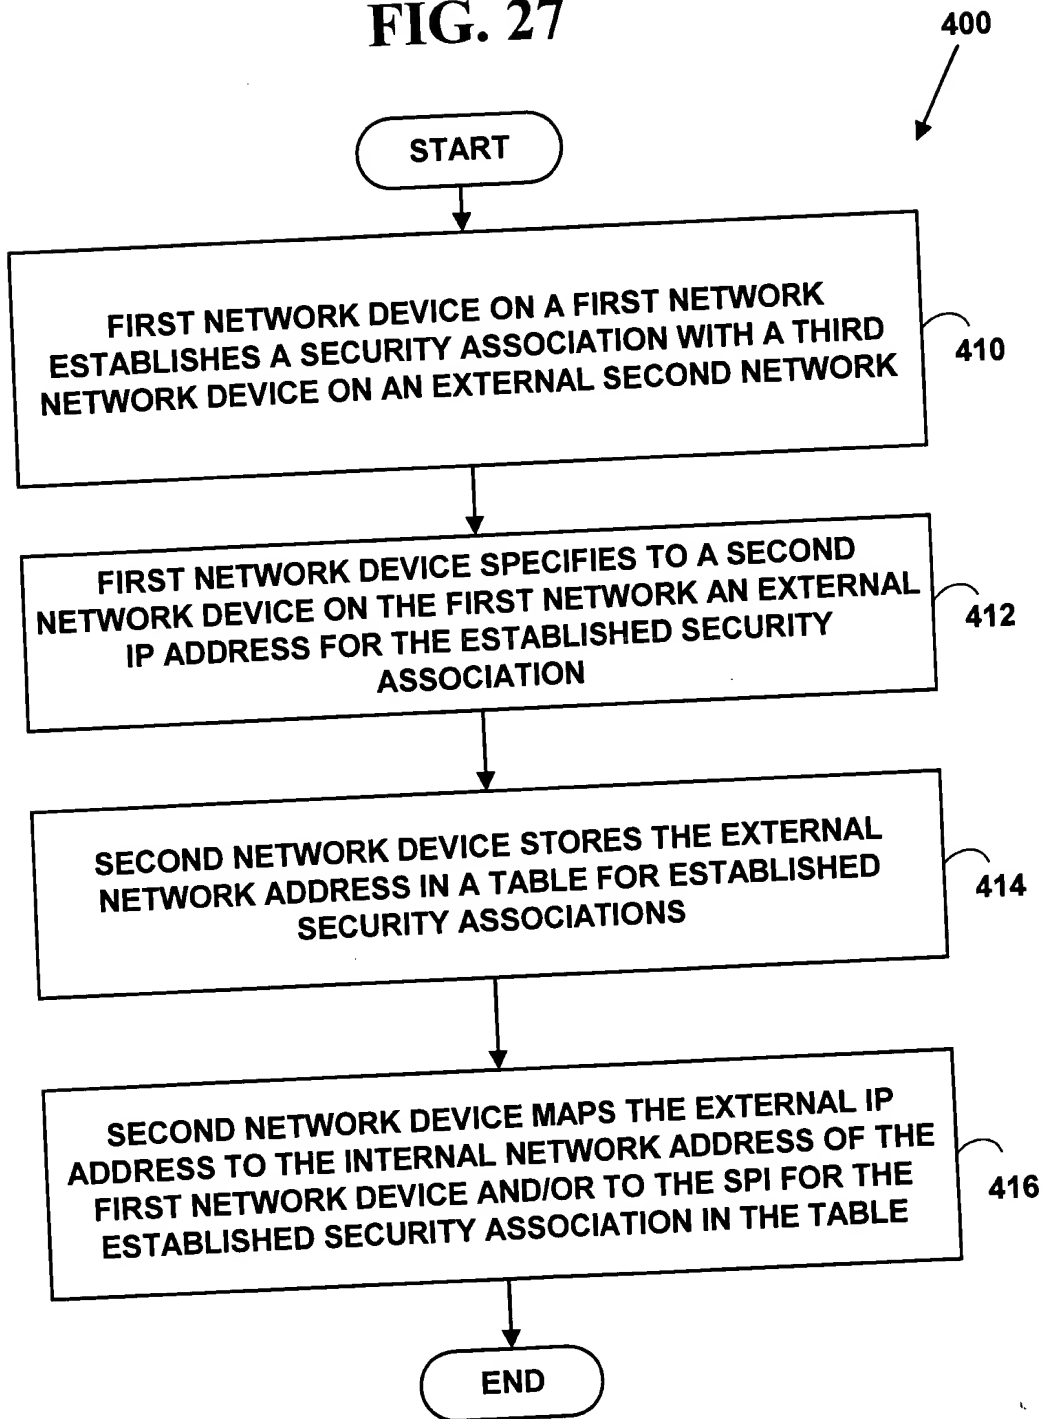 FIG. 27
400
START
FIRST NETWORK DEVICE ON A FIRST NETWORK
ESTABLISHES A SECURITY ASSOCIATION WITH A THIRD
NETWORK DEVICE ON AN EXTERNAL SECOND NETWORK
410
FIRST NETWORK DEVICE SPECIFIES TO A SECOND
NETWORK DEVICE ON THE FIRST NETWORK AN EXTERNAL
IP ADDRESS FOR THE ESTABLISHED SECURITY
ASSOCIATION
412
SECOND NETWORK DEVICE STORES THE EXTERNAL
NETWORK ADDRESS IN A TABLE FOR ESTABLISHED
SECURITY ASSOCIATIONS
414
SECOND NETWORK DEVICE MAPS THE EXTERNAL IP
ADDRESS TO THE INTERNAL NETWORK ADDRESS OF THE
FIRST NETWORK DEVICE AND/OR TO THE SPI FOR THE
ESTABLISHED SECURITY ASSOCIATION IN THE TABLE
416
END